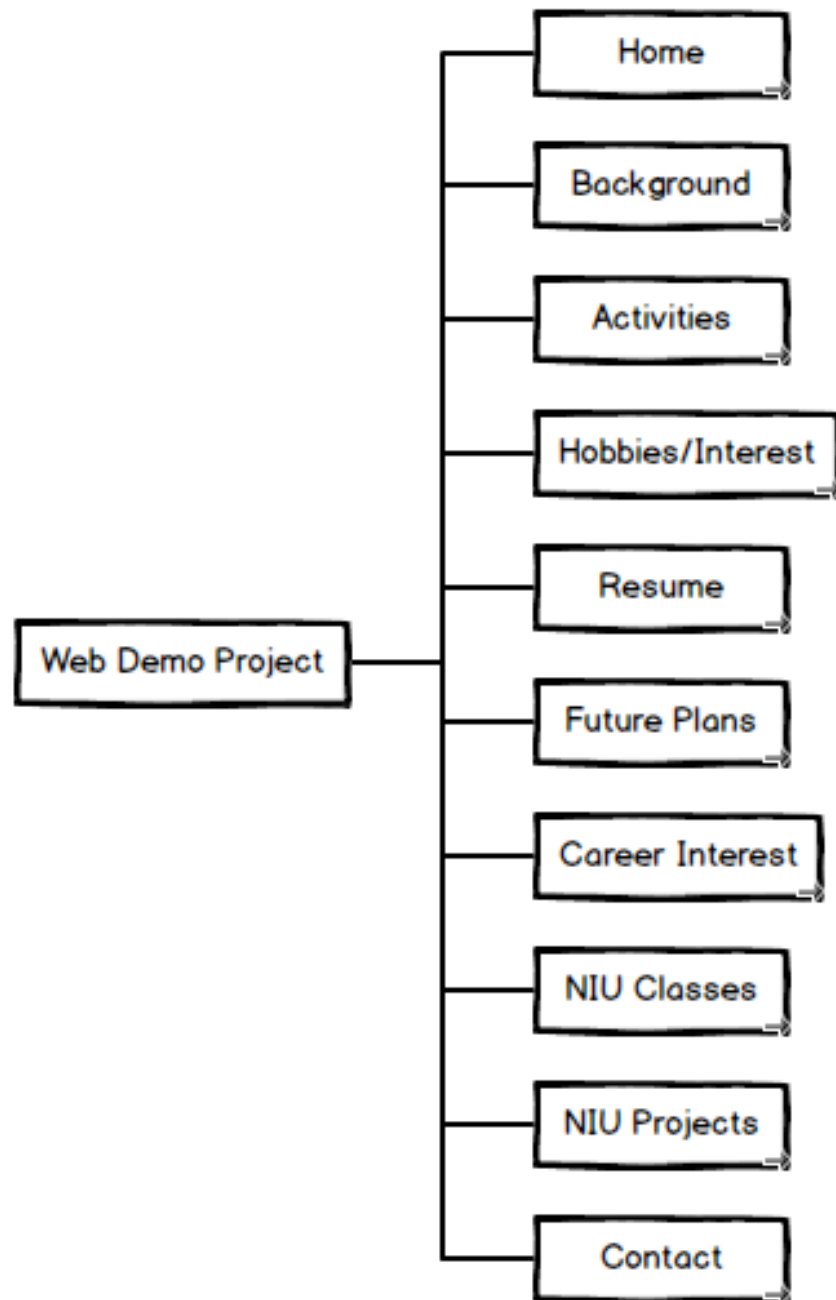 Home
Background
Activities
Hobbies/Interest
Resume
Web Demo Project
Future Plans
Career Interest
NIU Classes
NIU Projects
Contact